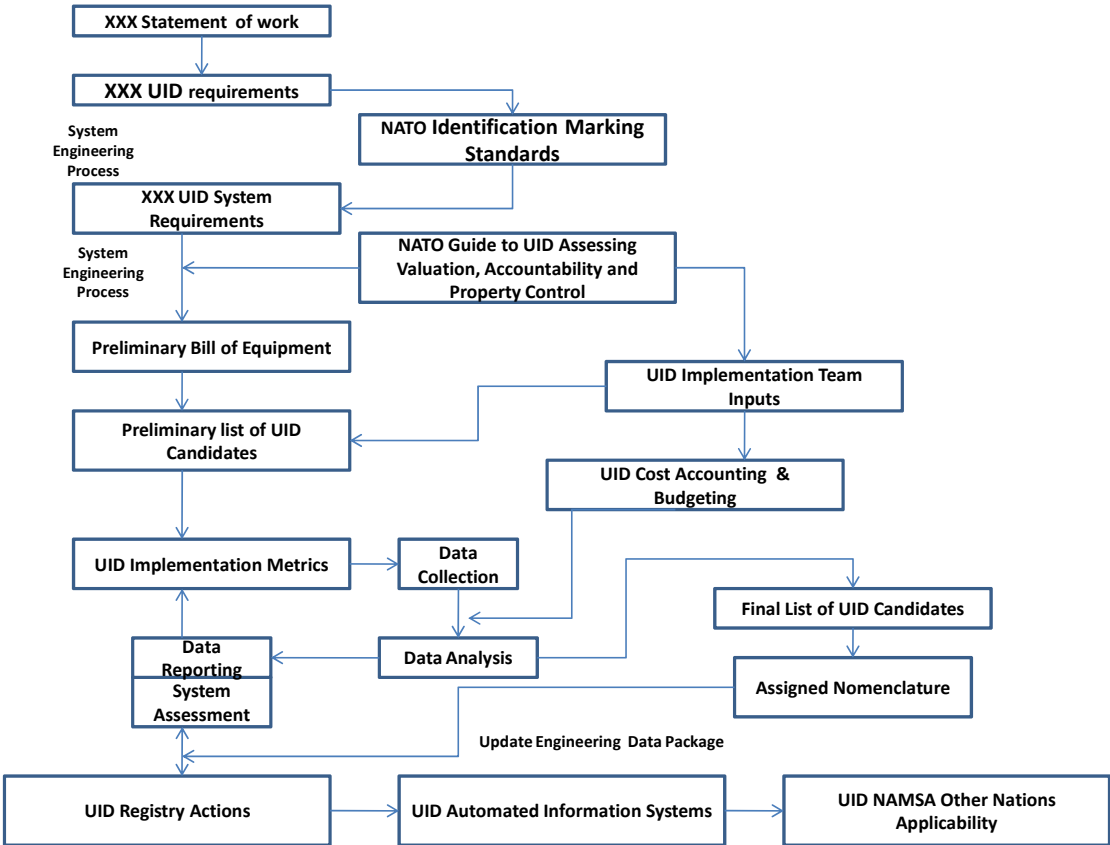 XXX Statement of work
XXX UID requirements
NATO Identification Marking
Standards
System
Engineering
Process
XXX UID System
Requirements
System
Engineering
Process
NATO Guide to UID Assessing
Valuation, Accountability and
Property Control
Preliminary Bill of Equipment
UID Implementation Team
Inputs
Preliminary list of UID
Candidates
UID Cost Accounting & 
Budgeting
UID Implementation Metrics
Data
Collection
Final List of UID Candidates
Data
Reporting
Data Analysis
System
Assessment
Assigned Nomenclature
Update Engineering Data Package
UID Registry Actions
UID Automated Information Systems
UID NAMSA Other Nations
Applicability